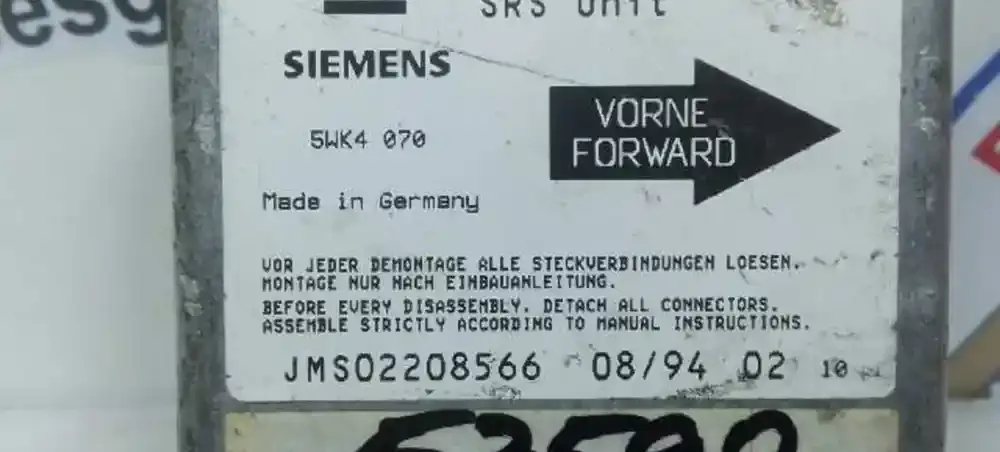 esg
SRS Unit
SIEMENS
VORNE
FORWARD
5WK4 070
Made in Germany
VOR JEDER DEMONTAGE ALLE STECKVERBINDUNGEN LOESEN.
MONTAGE NUR NACH EINBAUANLEITUNG.
BEFORE EVERY DISASSEMBLY. DETACH ALL CONNECTORS.
ASSEMBLE STRICTLY ACCORDING TO MANUAL INSTRUCTIONS.
JMS02208566 08/94 02 10